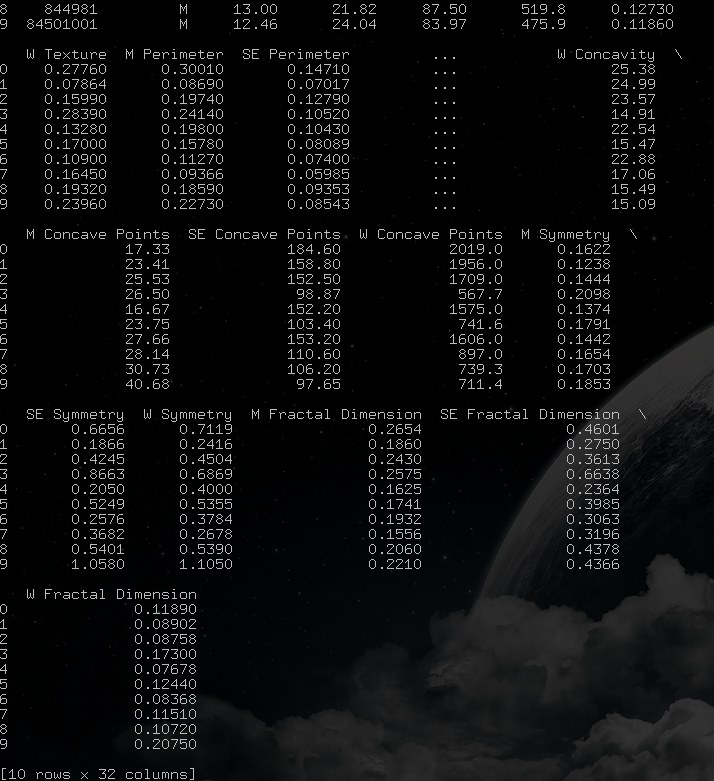 8 844981 M 13.00 21.82 87.50 519.8 0.12730
9 84501001 M 12.46 24.04 83.97 475.9 0.11860
W Texture M Perimeter SE Perimeter ... W Concavity \
0 0.27760 0.30010 0.14710 ... 25.38
1 0.07864 0.08690 0.07017 ... 24.99
2 0.15990 0.19740 0.12790 ... 23.57
3 0.28390 0.24140 0.10520 ... 14.91
4 0.13280 0.19800 0.10430 ... 22.54
5 0.17000 0.15780 0.08089 ... 15.47
6 0.10900 0.11270 0.07400 ... 22.88
7 0.16450 0.09366 0.05985 ... 17.06
8 0.19320 0.18590 0.09353 ... 15.49
9 0.23960 0.22730 0.08543 ... 15.09
M Concave Points SE Concave Points W Concave Points M Symmetry \
0 17.33 184.60 2019.0 0.1622
1 23.41 158.80 1956.0 0.1238
2 25.53 152.50 1709.0 0.1444
3 26.50 98.87 567.7 0.2098
4 16.67 152.20 1575.0 0.1374
5 23.75 103.40 741.6 0.1791
6 27.66 153.20 1606.0 0.1442
7 28.14 110.60 897.0 0.1654
8 30.73 106.20 739.3 0.1703
9 40.68 97.65 711.4 0.1853
SE Symmetry W Symmetry M Fractal Dimension SE Fractal Dimension \
0 0.6656 0.7119 0.2654 0.4601
1 0.1866 0.2416 0.1860 0.2750
2 0.4245 0.4504 0.2430 0.3613
3 0.8663 0.6869 0.2575 0.6638
4 0.2050 0.4000 0.1625 0.2364
5 0.5249 0.5355 0.1741 0.3985
6 0.2576 0.3784 0.1932 0.3063
7 0.3682 0.2678 0.1556 0.3196
8 0.5401 0.5390 0.2060 0.4378
9 1.0580 1.1050 0.2210 0.4366
W Fractal Dimension
0 0.11890
1 0.08902
2 0.08758
3 0.17300
4 0.07678
5 0.12440
6 0.08368
7 0.11510
8 0.10720
9 0.20750
[10 rows x 32 columns]